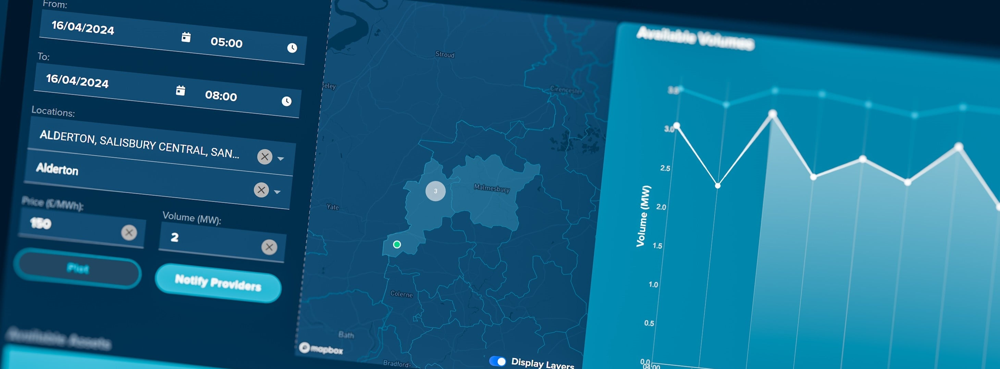 From:
16/04/2024 05:00
To:
16/04/2024 08:00
Locations:
ALDERTON, SALISBURY CENTRAL, SAN...
Alderton
Price (£/MWh):
Volume (MW):
150
2
Plot
Notify Providers
Available Assets
Stroud
keley
Cirencester
3
Malmesbury
Yate
Colerne
Bath
mapbox
Bradford-
Display Layers
Available Volumes
3.0
2.5
2.0
1.5
1.0
0.5
0.0
04:00
Volume (MW)